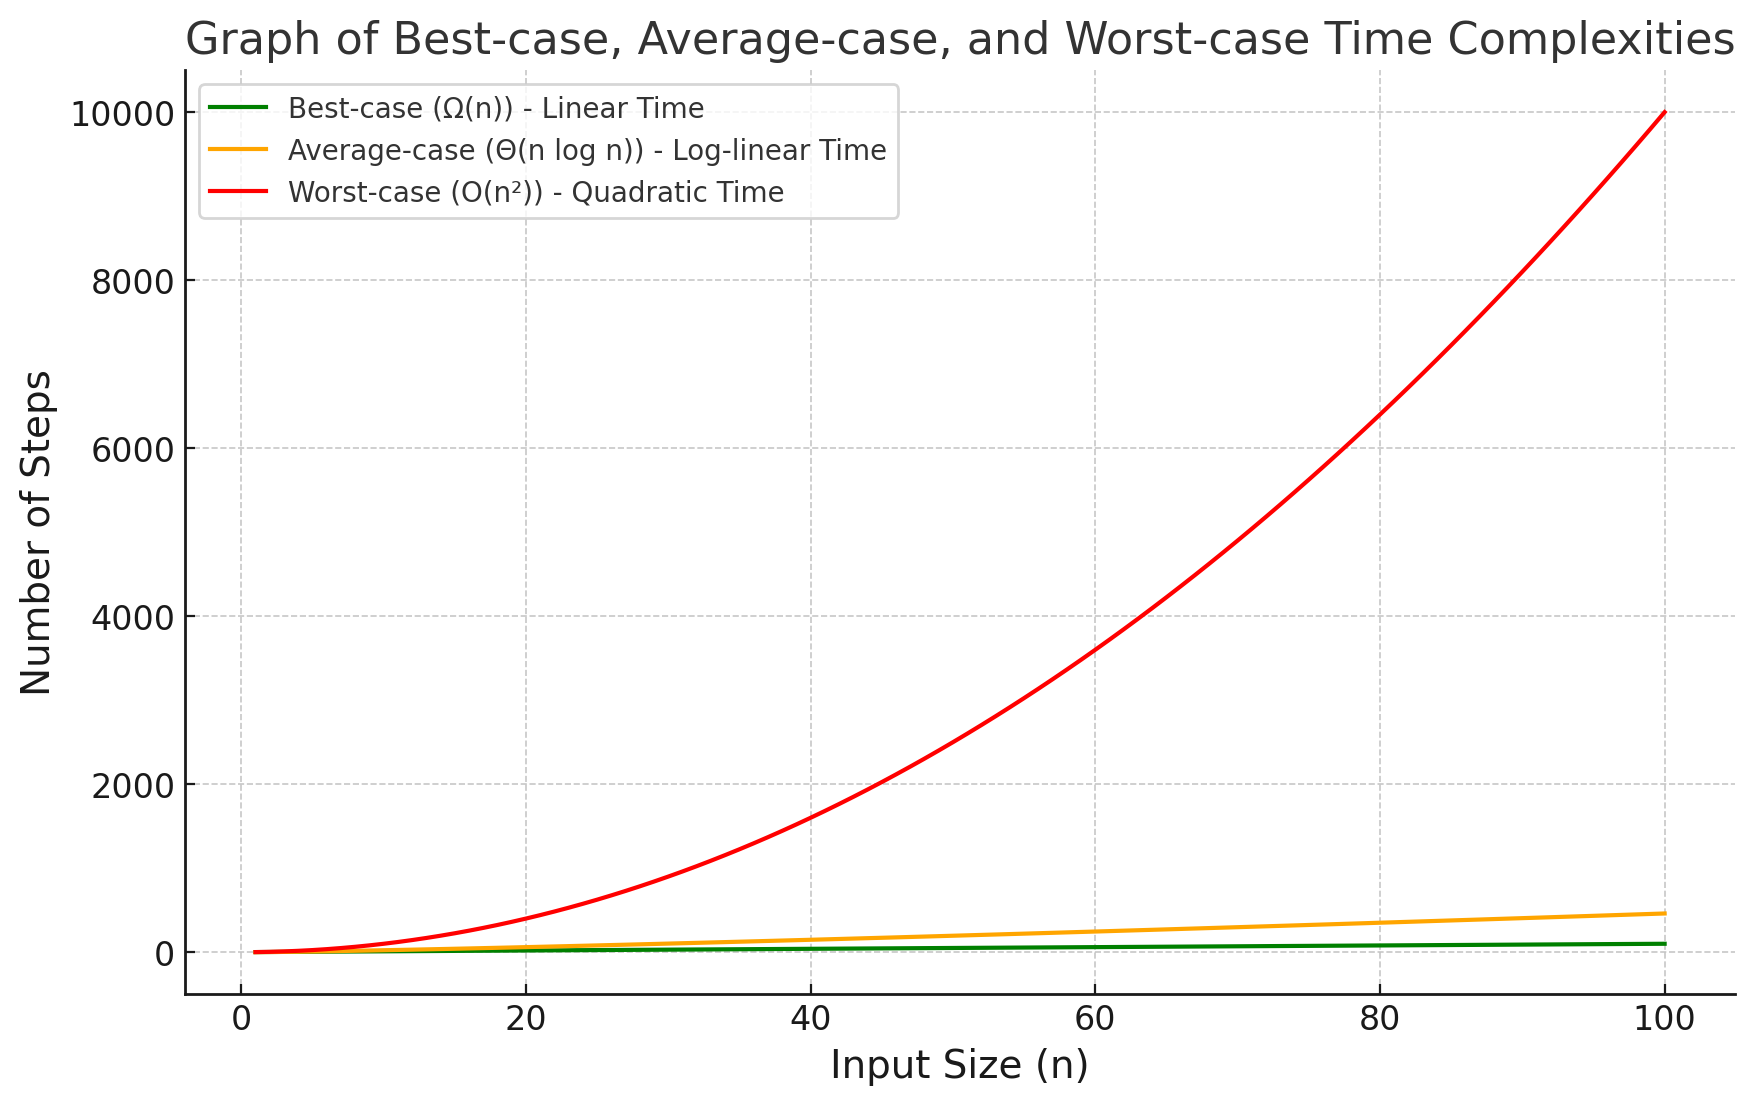 Graph of Best-case, Average-case, and Worst-case Time Complexities
Best-case (Ω(n)) - Linear Time
Average-case (Θ(n log n)) - Log-linear Time
Worst-case (O(n²)) - Quadratic Time
Number of Steps
10000
8000
6000
4000
2000
0
0 20 40 60 80 100
Input Size (n)